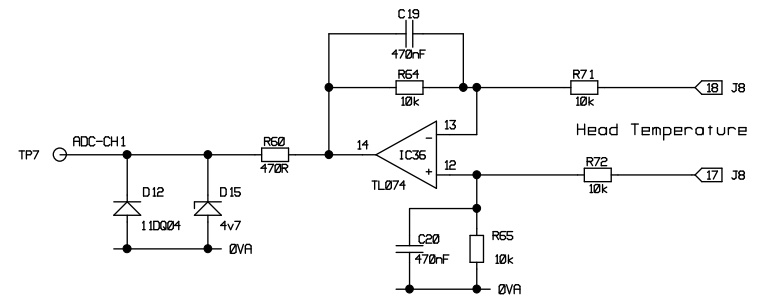 C19
470nF
R64
10k
R71
10k
18 J8
Head Temperature
13
14
IC36
12
TL074
ADC-CH1
TP7
R60
470R
R72
10k
17 J8
D12
11DQ04
D15
4v7
0VA
C20
470nF
R65
10k
0VA